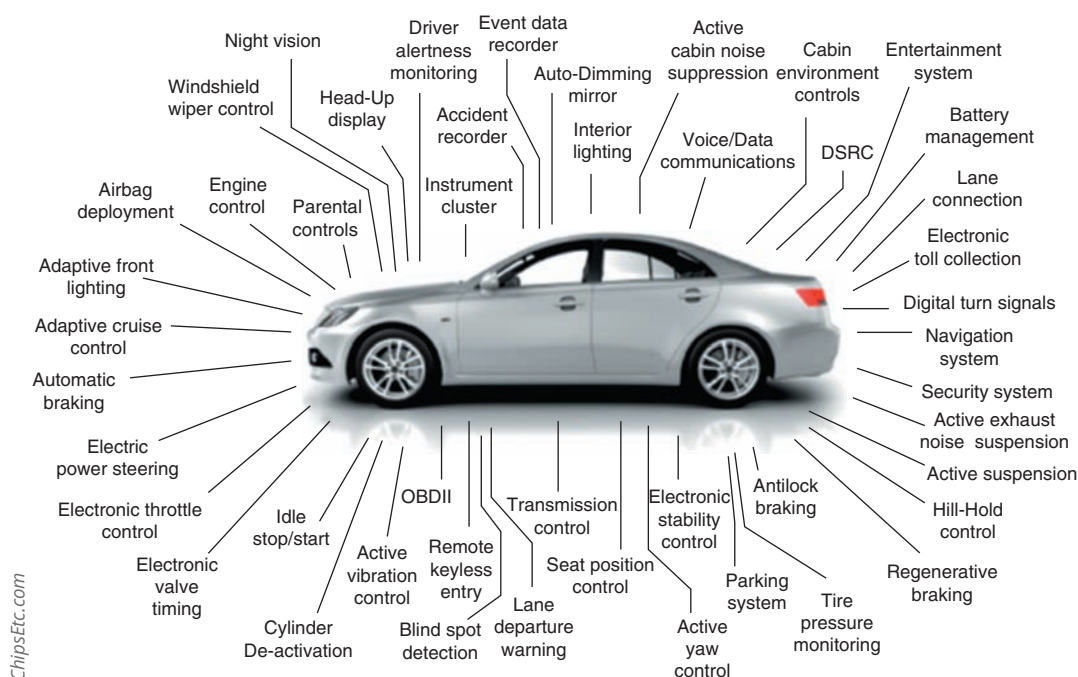 Night vision
Driver
alertness
monitoring
Event data
recorder
Active
cabin noise
suppression
Cabin
environment
controls
Entertainment
system
Windshield
wiper control
Head-Up
display
Accident
recorder
Auto-Dimming
mirror
Interior
lighting
Voice/Data
communications
DSRC
Battery
management
Airbag
deployment
Engine
control
Parental
controls
Instrument
cluster
Lane
connection
Adaptive front
lighting
Electronic
toll collection
Adaptive cruise
control
Digital turn signals
Automatic
braking
Navigation
system
Electric
power steering
Security system
Electronic throttle
control
Active exhaust
noise suspension
Electronic
valve
timing
Idle
stop/start
OBDII
Transmission
control
Electronic
stability
control
Antilock
braking
Active suspension
Hill-Hold
control
Cylinder
De-activation
Active
vibration
control
Remote
keyless
entry
Seat position
control
Parking
system
Regenerative
braking
Blind spot
detection
Lane
departure
warning
Active
yaw
control
Tire
pressure
monitoring
ChipsEtc.com